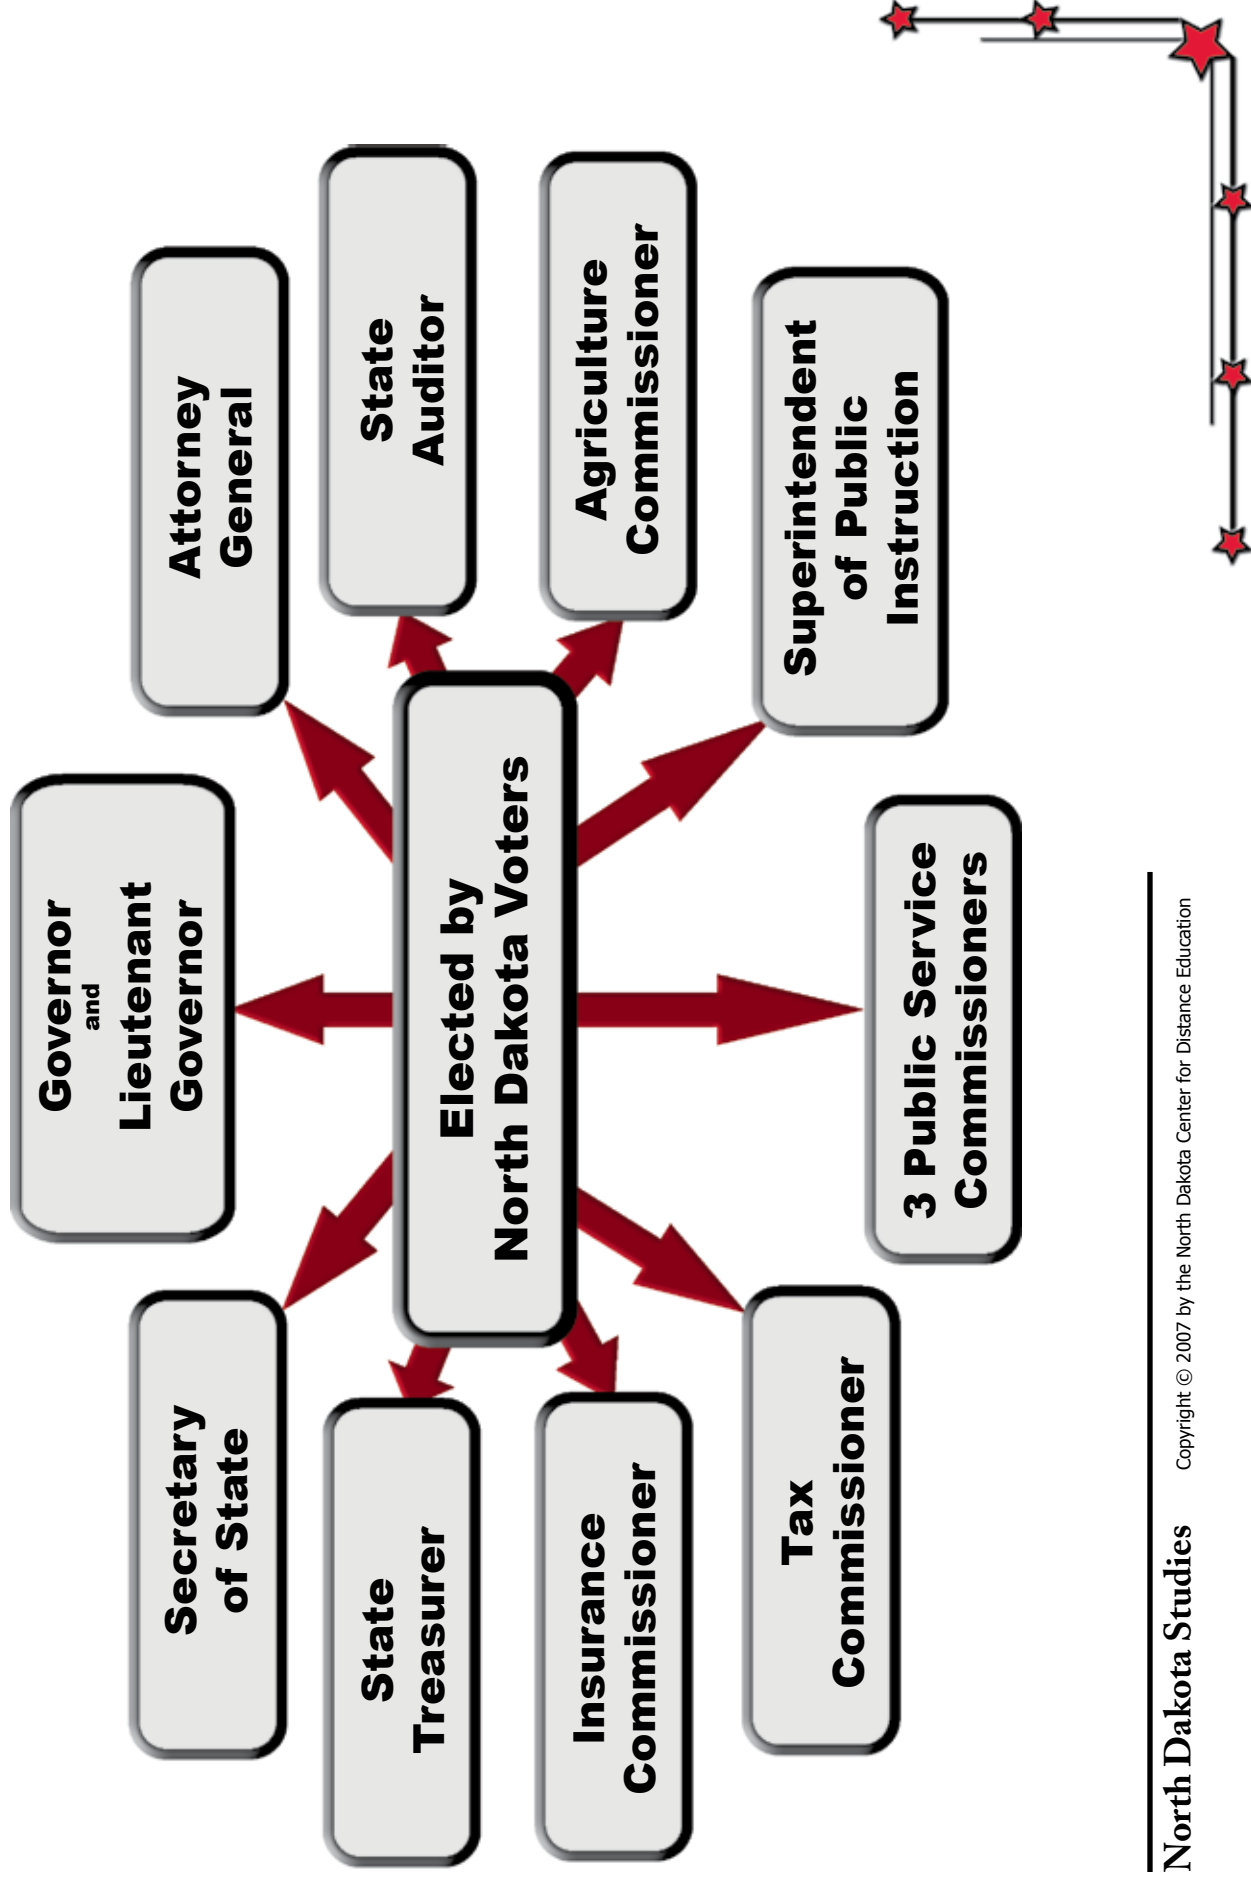 Governor
and
Lieutenant
Governor
Secretary
of State
Attorney
General
State
Treasurer
State
Auditor
Elected by
North Dakota Voters
Insurance
Commissioner
Agriculture
Commissioner
Tax
Commissioner
Superintendent
of Public
Instruction
3 Public Service
Commissioners
North Dakota Studies Copyright © 2007 by the North Dakota Center for Distance Education